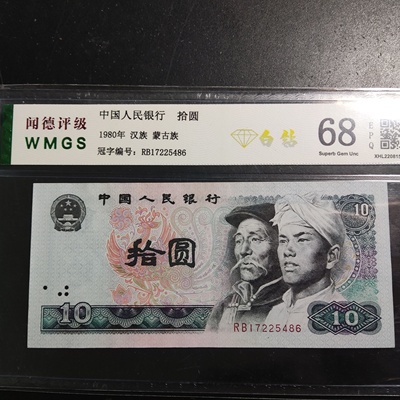 闻德评级
WMGS
中国人民银行 拾圆
1980年 汉族 蒙古族
冠字编号: RB17225486
白钻
68
Superb Gem Unc
E
P
Q
中国人民银行
10
拾圆
RB17225486
10
10